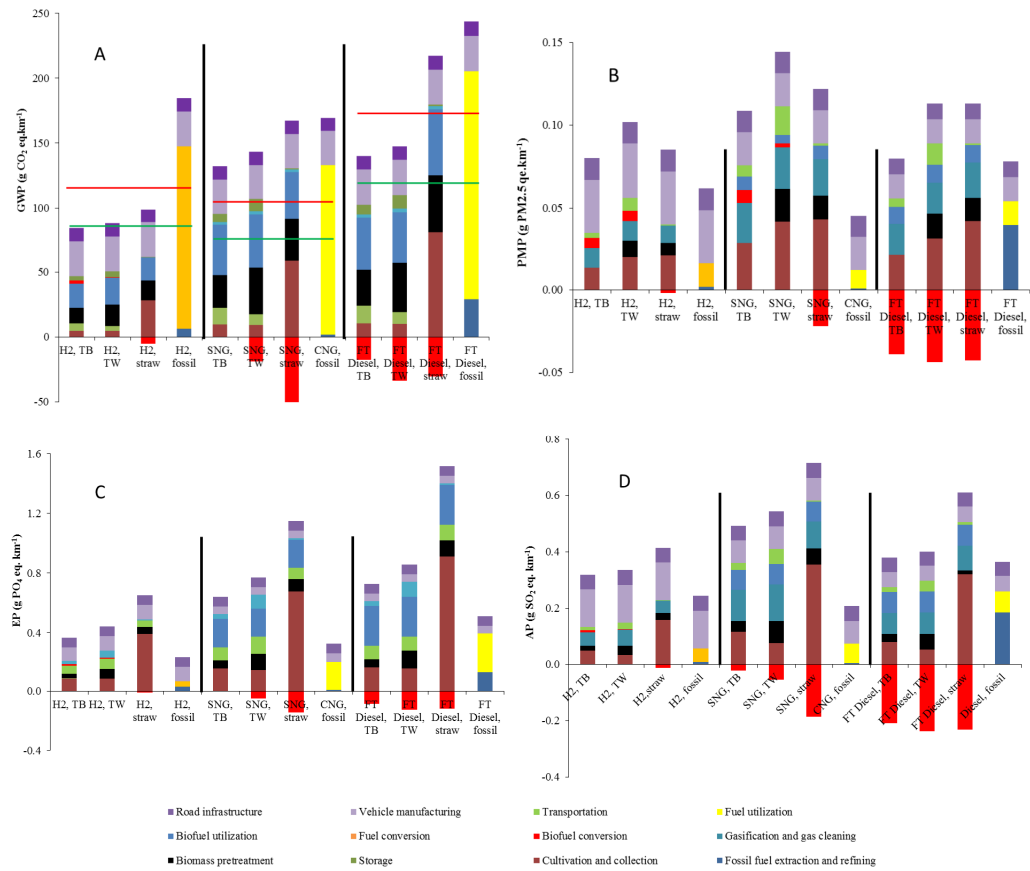 A
GWP (g CO2 eq.km-1)
250
200
150
100
50
0
-50
H2, TB
H2, TW
H2, straw
H2, fossil
SNG, TB
SNG, TW
SNG, straw
CNG, fossil
FT Diesel, TB
FT Diesel, TW
FT Diesel, straw
FT Diesel, fossil
B
PMP (g PM2.5 qe.km-1)
0.15
0.10
0.05
0.00
-0.05
H2, TB
H2, TW
H2, straw
H2, fossil
SNG, TB
SNG, TW
SNG, straw
CNG, fossil
FT Diesel, TB
FT Diesel, TW
FT Diesel, straw
FT Diesel, fossil
C
EP (g PO4 eq. km-1)
1.6
1.2
0.8
0.4
0.0
-0.4
H2, TB
H2, TW
H2, straw
H2, fossil
SNG, TB
SNG, TW
SNG, straw
CNG, fossil
FT Diesel, TB
FT Diesel, TW
FT Diesel, straw
FT Diesel, fossil
D
AP (g SO2 eq. km-1)
0.8
0.6
0.4
0.2
0.0
-0.2
-0.4
H2, TB
H2, TW
H2,straw
H2, fossil
SNG, TB
SNG, TW
SNG, straw
CNG, fossil
FT Diesel, TB
FT Diesel, TW
FT Diesel, straw
Diesel, fossil
Road infrastructure
Vehicle manufacturing
Transportation
Fuel utilization
Biofuel utilization
Fuel conversion
Biofuel conversion
Gasification and gas cleaning
Biomass pretreatment
Storage
Cultivation and collection
Fossil fuel extraction and refining